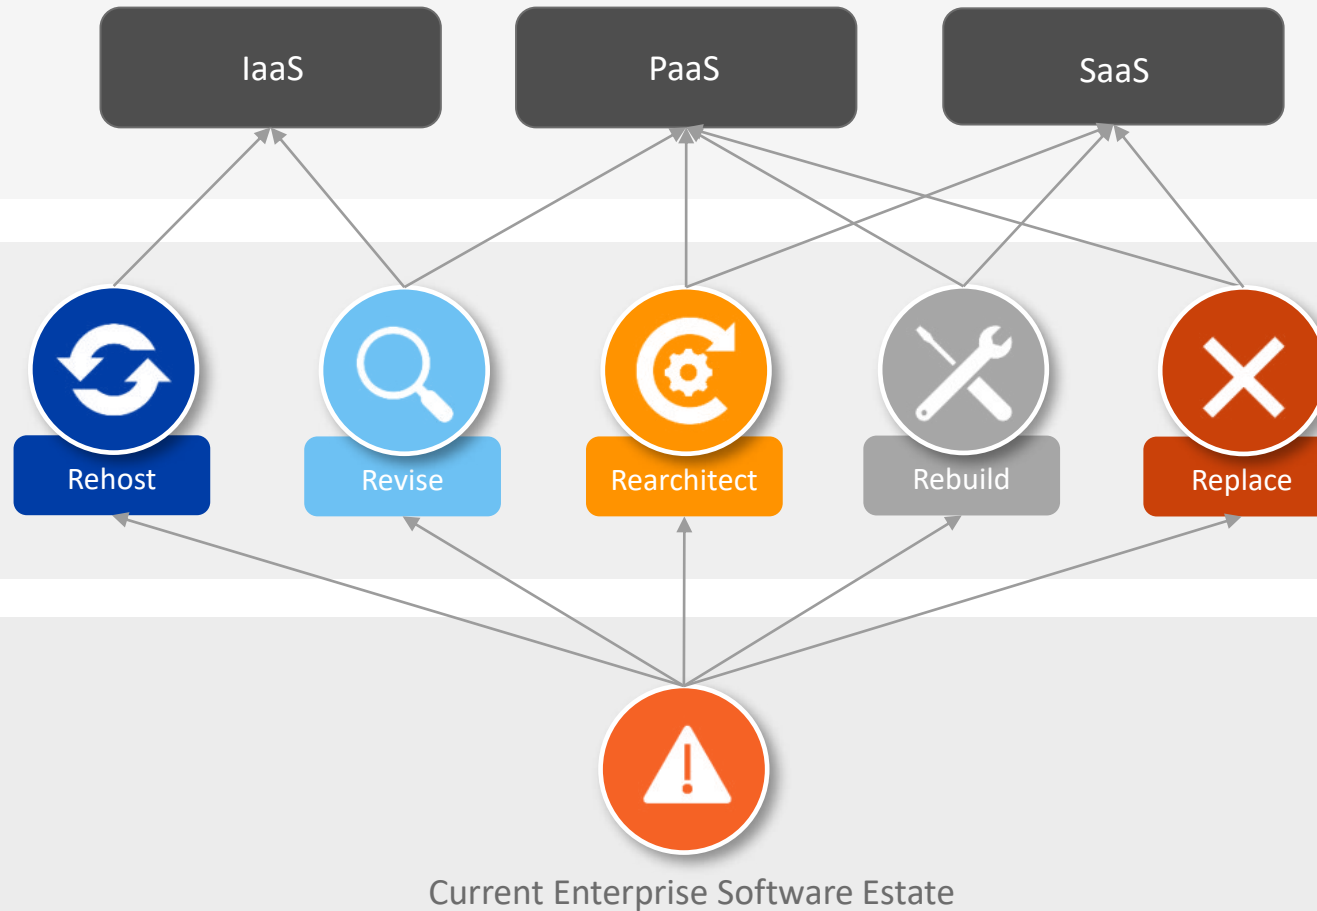 IaaS
PaaS
SaaS
Rehost
Revise
Rearchitect
Rebuild
Replace
Current Enterprise Software Estate